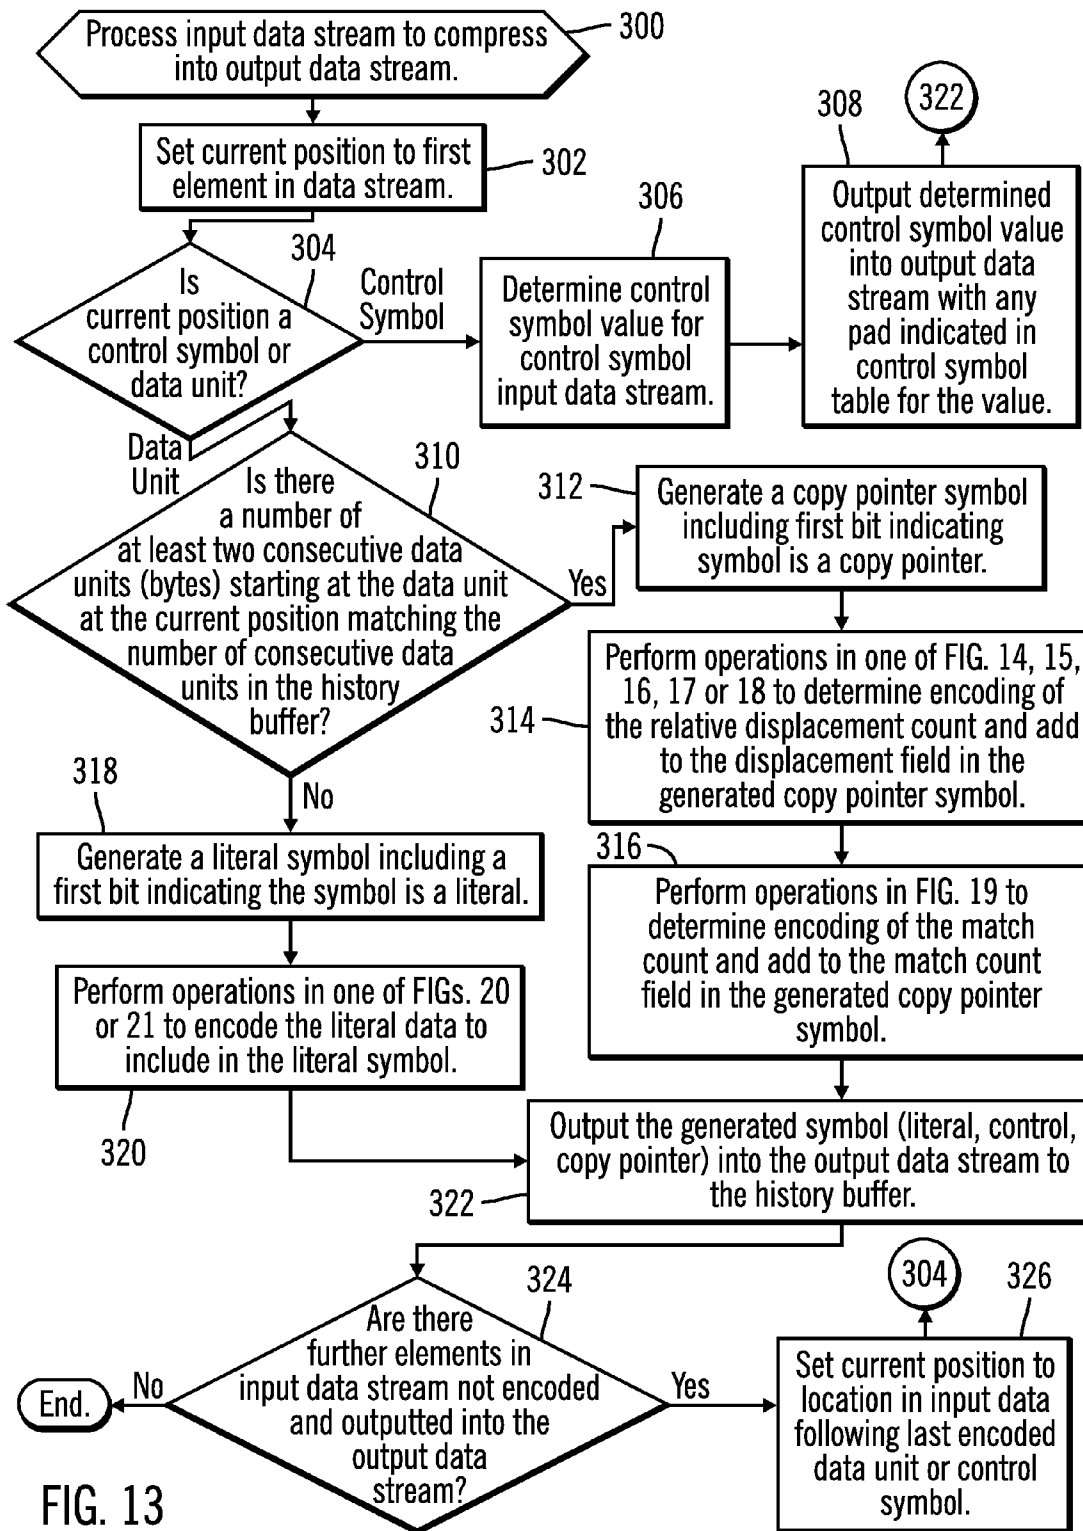 Process input data stream to compress
into output data stream.
300
Set current position to first
element in data stream.
302
322
308
Output determined
control symbol value
into output data
stream with any
pad indicated in
control symbol
table for the value.
306
Determine control
symbol value for
control symbol
input data stream.
304
Is
current position a
control symbol or
data unit?
Control
Symbol
Data
Unit
310
Is there
a number of
at least two consecutive data
units (bytes) starting at the data unit
at the current position matching the
number of consecutive data
units in the history
buffer?
Yes
No
312
Generate a copy pointer symbol
including first bit indicating
symbol is a copy pointer.
314
Perform operations in one of FIG. 14, 15,
16, 17 or 18 to determine encoding of
the relative displacement count and add
to the displacement field in the
generated copy pointer symbol.
318
Generate a literal symbol including a
first bit indicating the symbol is a literal.
316
Perform operations in FIG. 19 to
determine encoding of the match
count and add to the match count
field in the generated copy pointer
symbol.
Perform operations in one of FIGs. 20
or 21 to encode the literal data to
include in the literal symbol.
320
Output the generated symbol (literal, control,
copy pointer) into the output data stream to
the history buffer.
322
324
Are there
further elements in
input data stream not encoded
and outputted into the
output data
stream?
No
End.
Yes
304
326
Set current position to
location in input data
following last encoded
data unit or control
symbol.
FIG. 13